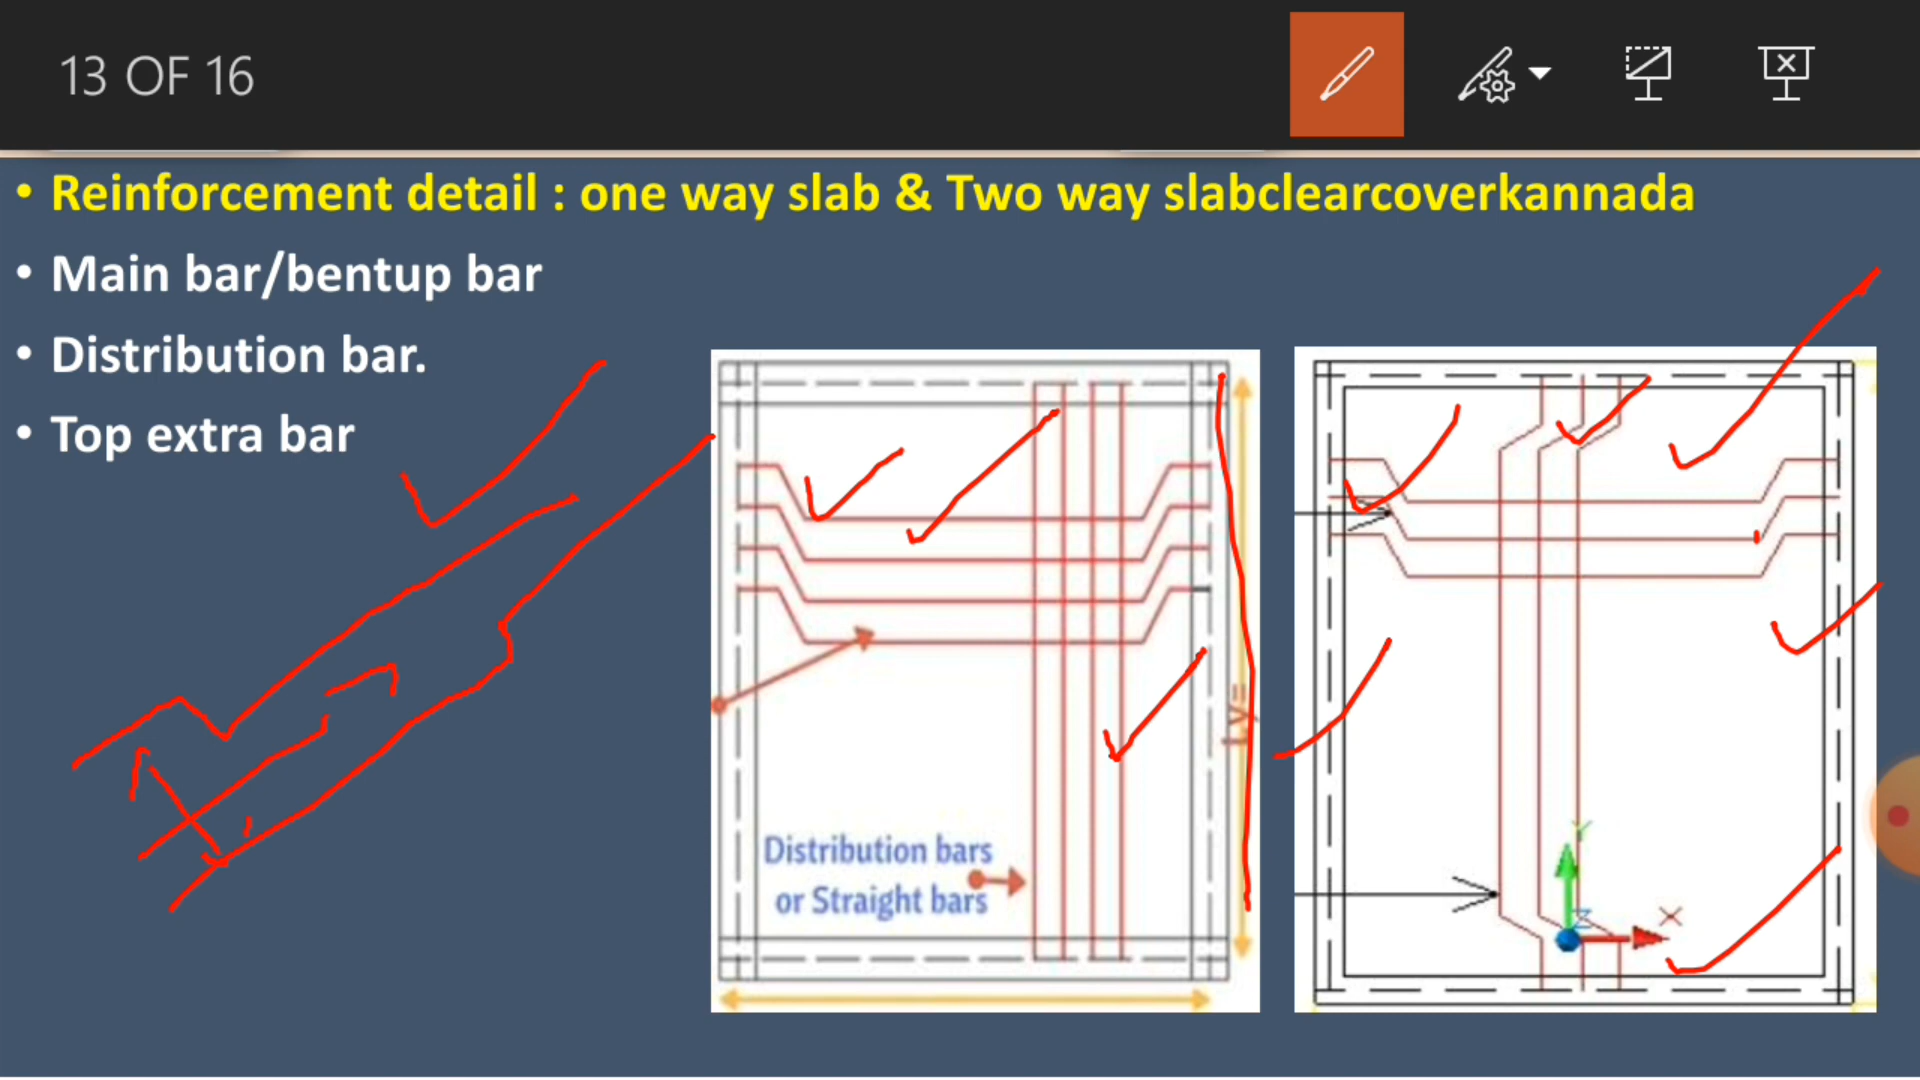 13 OF 16
• Reinforcement detail : one way slab & Two way slabclearcoverkannada
• Main bar/bentup bar
• Distribution bar.
• Top extra bar
Ly=
Distribution bars
or Straight bars
Y
Z
X